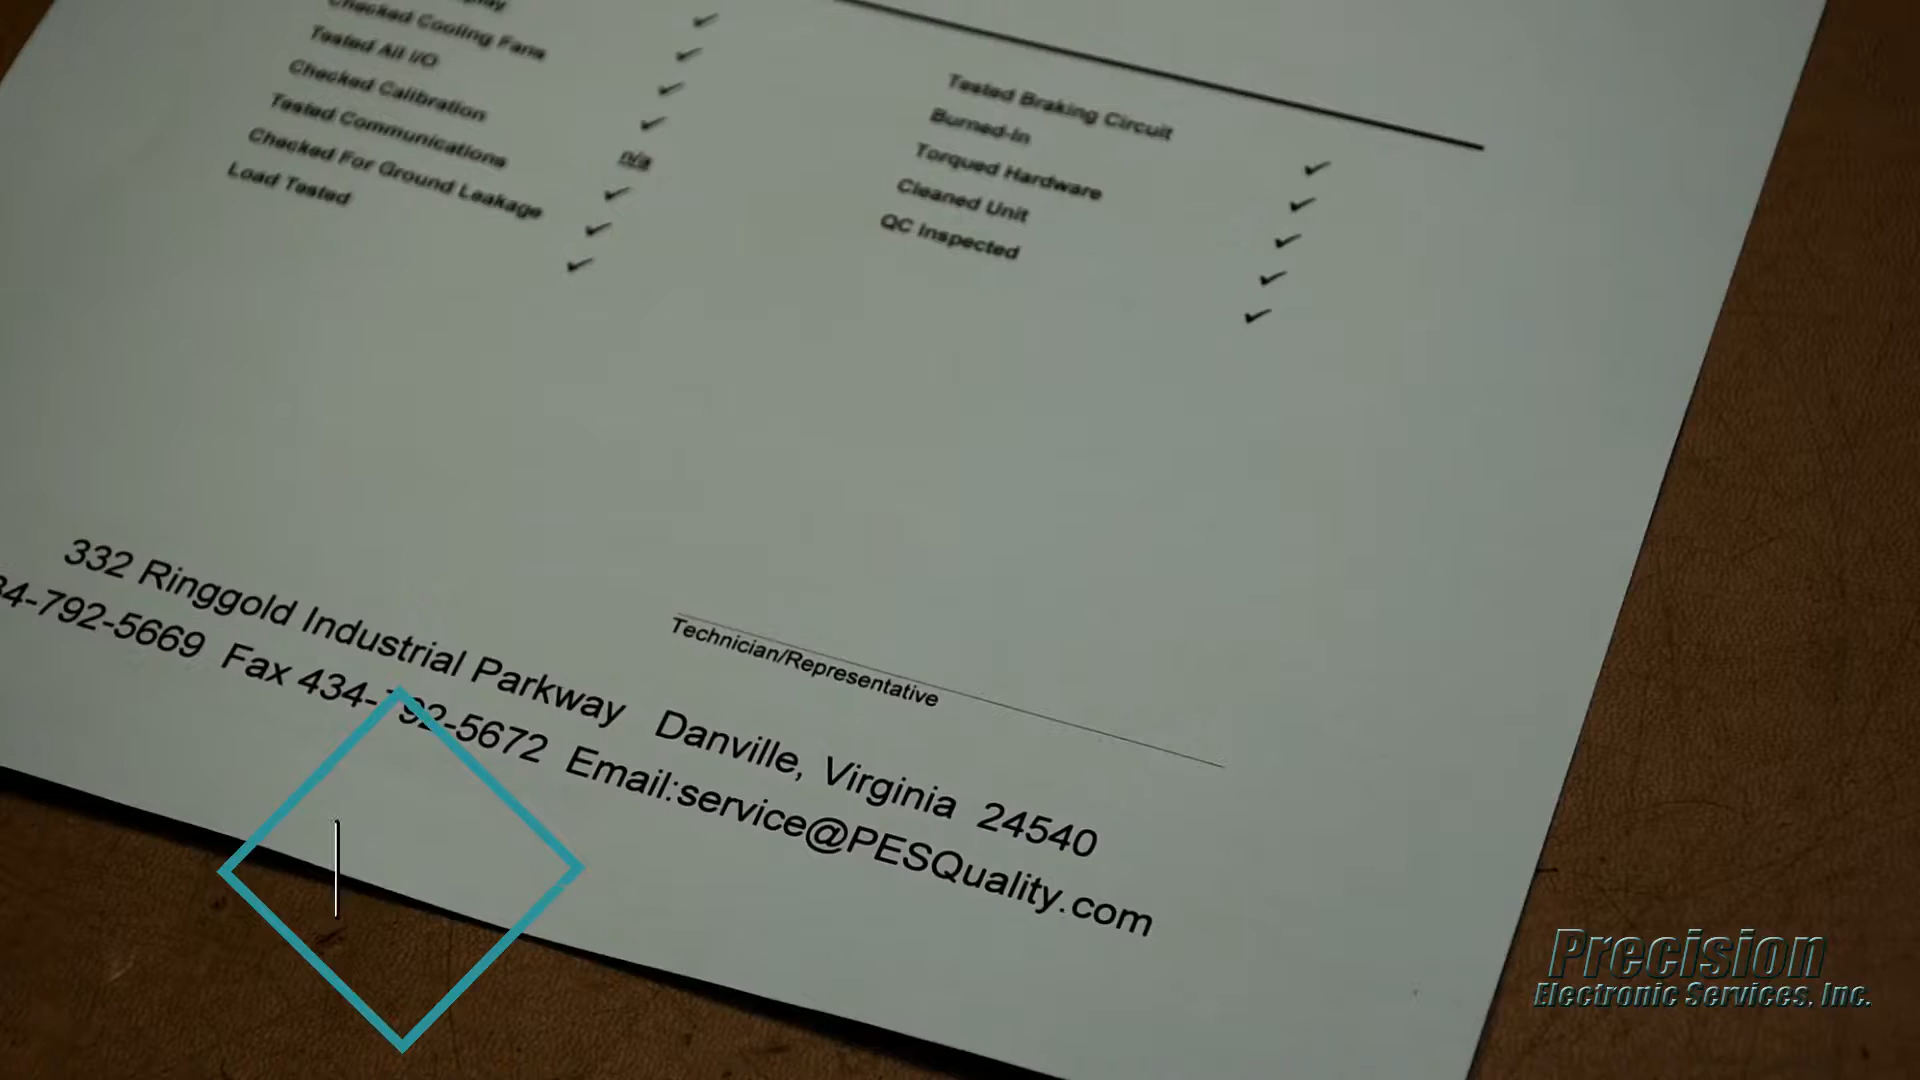 Checked Cooling Fans
Tested All I/O
Checked Calibration
Tested Communications
Checked For Ground Leakage
Load Tested
✓
✓
✓
✓
n/a
✓
✓
✓
Tested Braking Circuit
Burned-In
Torqued Hardware
Cleaned Unit
QC Inspected
✓
✓
✓
✓
✓
Technician/Representative
332 Ringgold Industrial Parkway Danville, Virginia 24540
34-792-5669 Fax 434-792-5672 Email:service@PESQuality.com
Precision
Electronic Services, Inc.